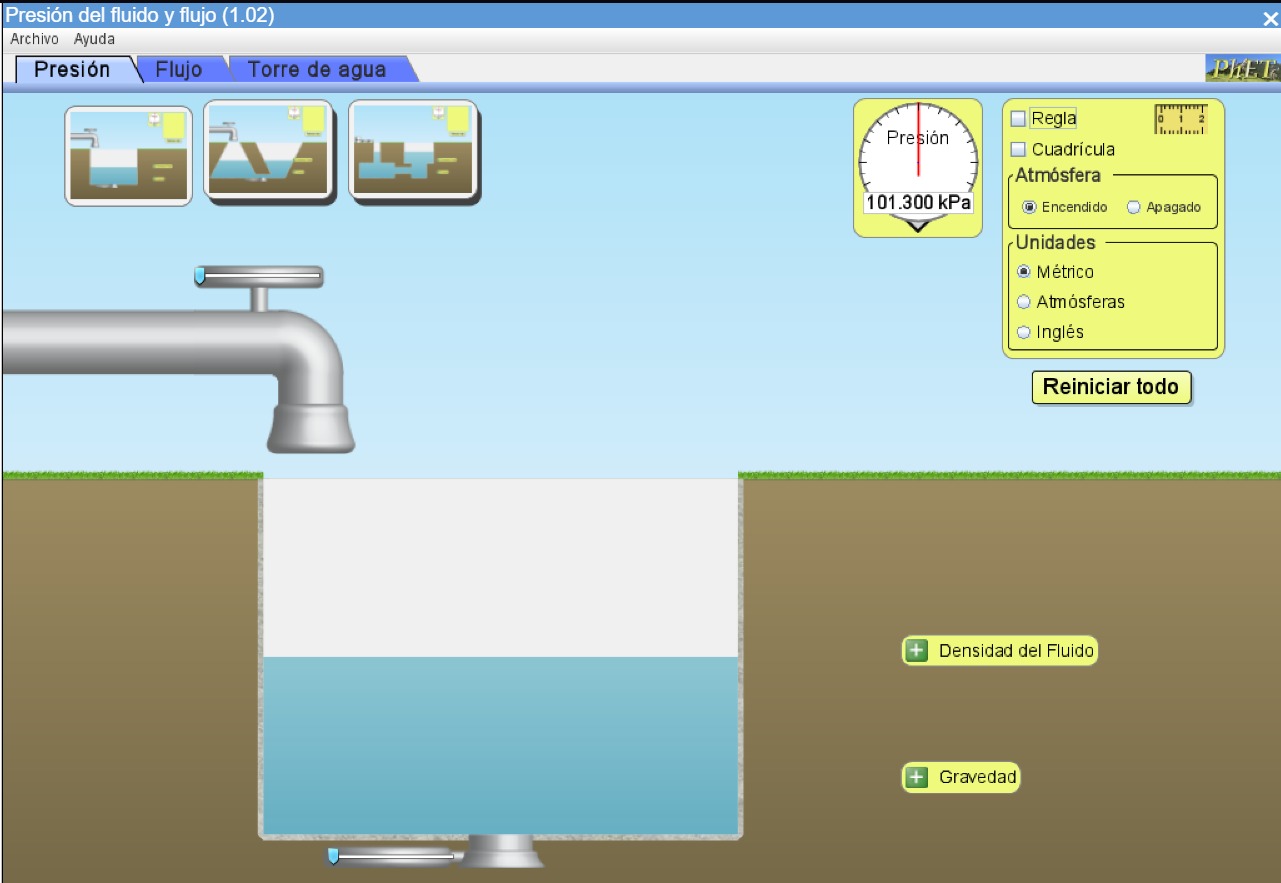 Presión del fluido y flujo (1.02)
Archivo Ayuda
Presión Flujo Torre de agua
PhET
Presión
101.300 kPa
Regla
0 1 2
Cuadrícula
Atmósfera
Encendido Apagado
Unidades
Métrico
Atmósferas
Inglés
Reiniciar todo
Densidad del Fluido
Gravedad